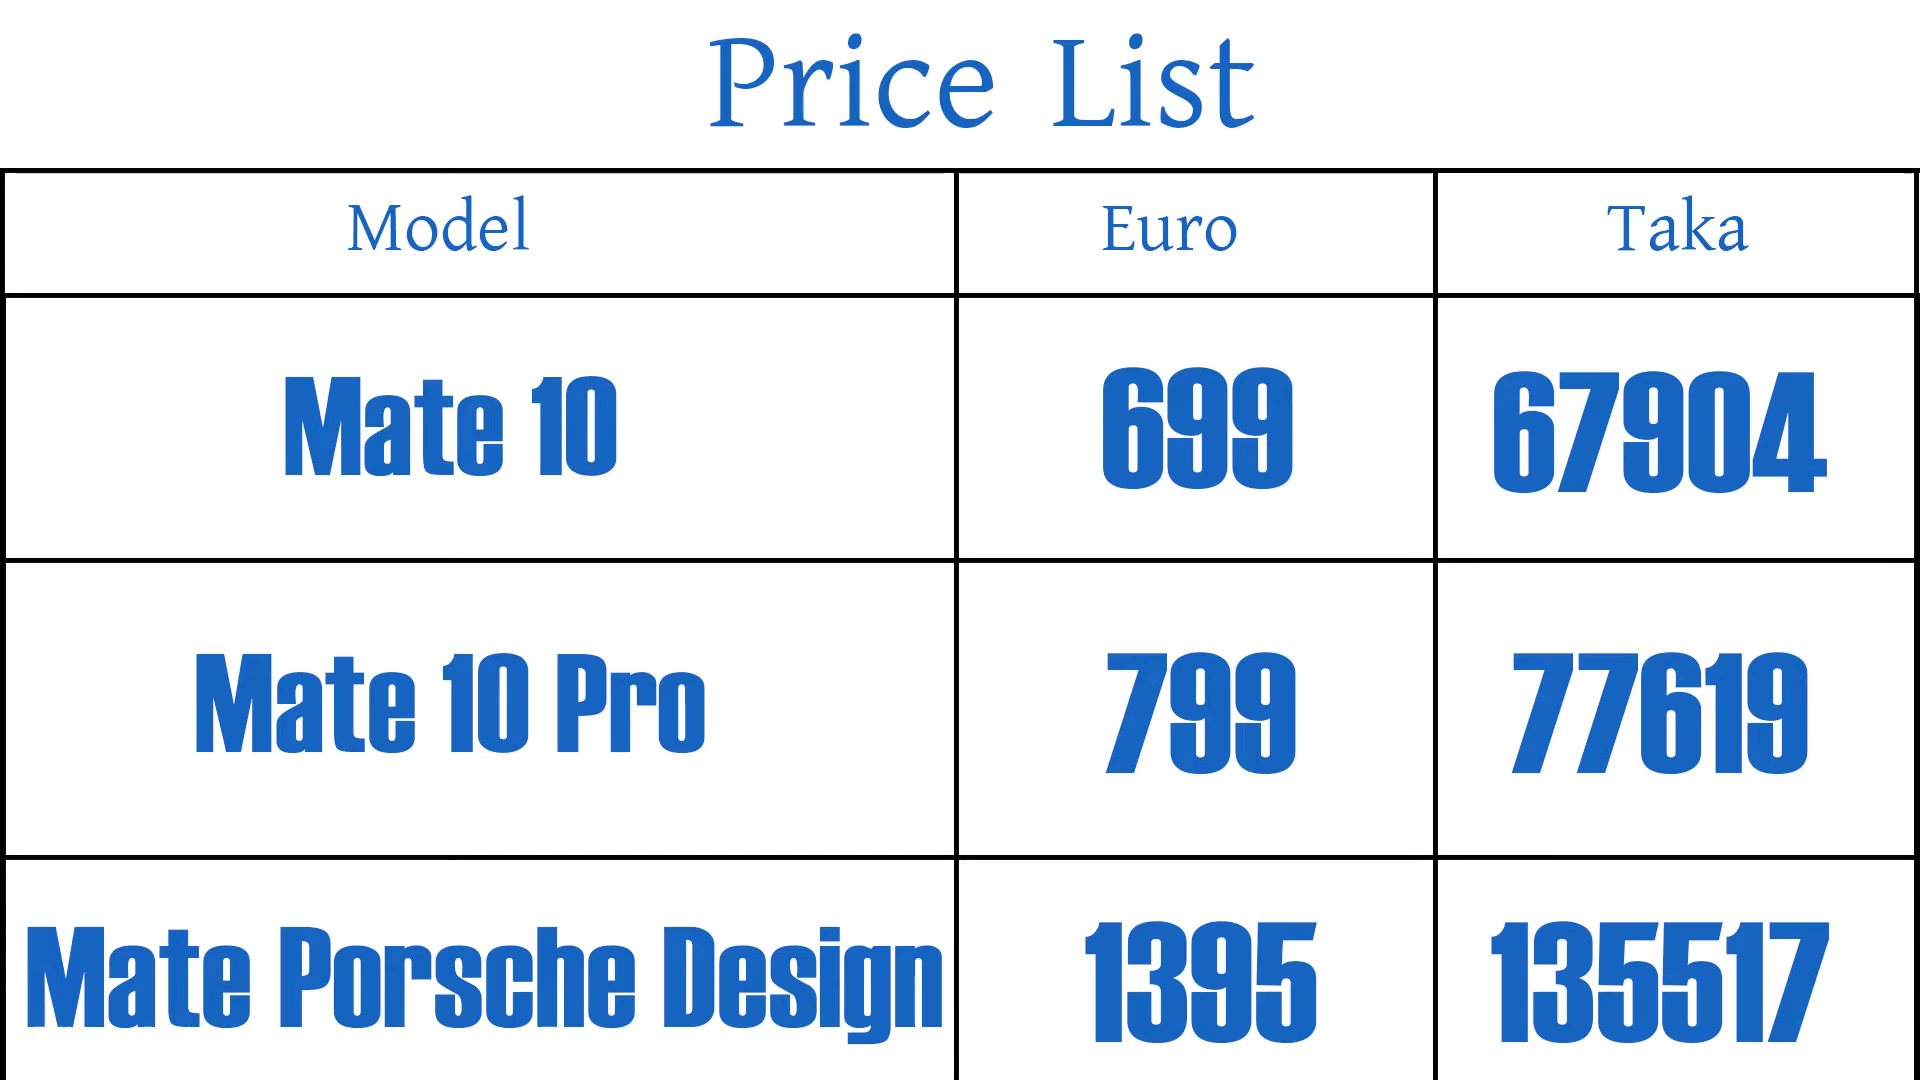 Price List
Model Euro Taka
Mate 10 699 67904
Mate 10 Pro 799 77619
Mate Porsche Design 1395 135517